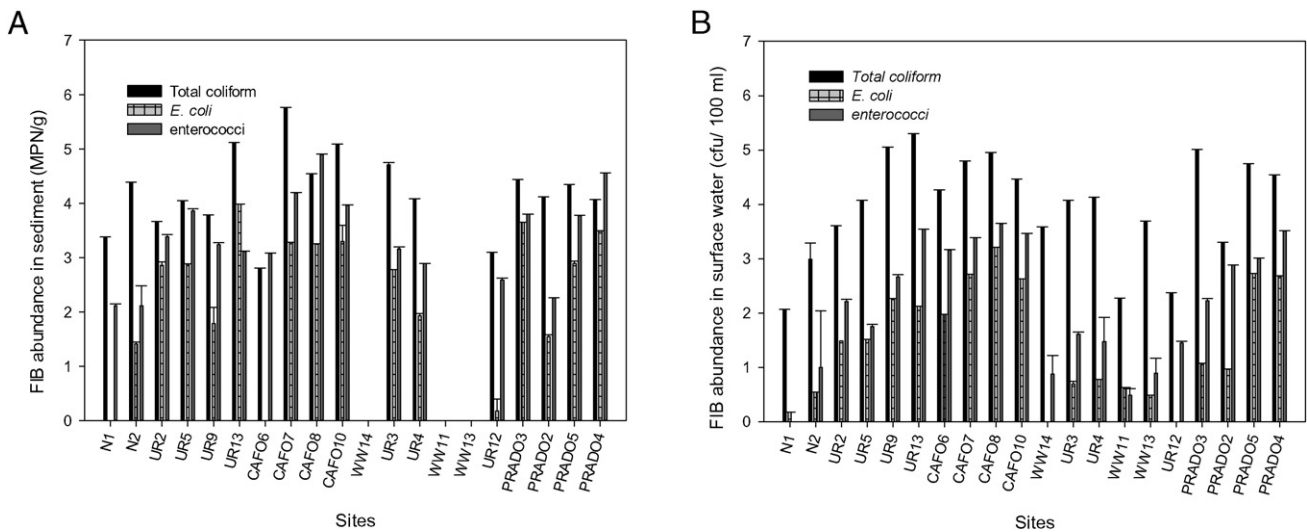 A
FIB abundance in sediment (MPN/g)
7
6
5
4
3
2
1
0
Total coliform
E. coli
enterococci
N1
N2
UR2
UR5
UR9
UR13
CAFO6
CAFO7
CAFO8
CAFO10
WW14
UR3
UR4
WW11
WW13
UR12
PRADO3
PRADO2
PRADO5
PRADO4
Sites
B
FIB abundance in surface water (cfu/ 100 ml)
7
6
5
4
3
2
1
0
Total coliform
E. coli
enterococci
N1
N2
UR2
UR5
UR9
UR13
CAFO6
CAFO7
CAFO8
CAFO10
WW14
UR3
UR4
WW11
WW13
UR12
PRADO3
PRADO2
PRADO5
PRADO4
Sites